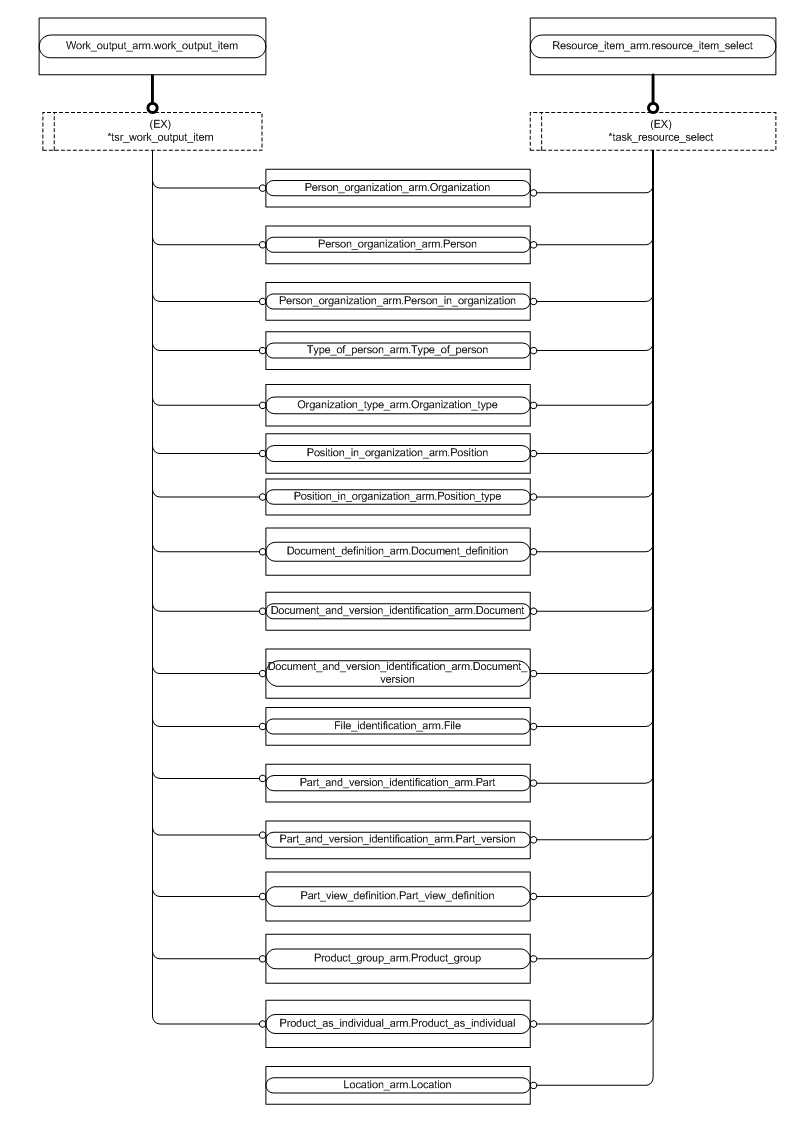 Work_output_arm.work_output_item
Resource_item_arm.resource_item_select
(EX)
*tsr_work_output_item
(EX)
*task_resource_select
Person_organization_arm.Organization
Person_organization_arm.Person
Person_organization_arm.Person_in_organization
Type_of_person_arm.Type_of_person
Organization_type_arm.Organization_type
Position_in_organization_arm.Position
Position_in_organization_arm.Position_type
Document_definition_arm.Document_definition
Document_and_version_identification_arm.Document
Document_and_version_identification_arm.Document_
version
File_identification_arm.File
Part_and_version_identification_arm.Part
Part_and_version_identification_arm.Part_version
Part_view_definition.Part_view_definition
Product_group_arm.Product_group
Product_as_individual_arm.Product_as_individual
Location_arm.Location